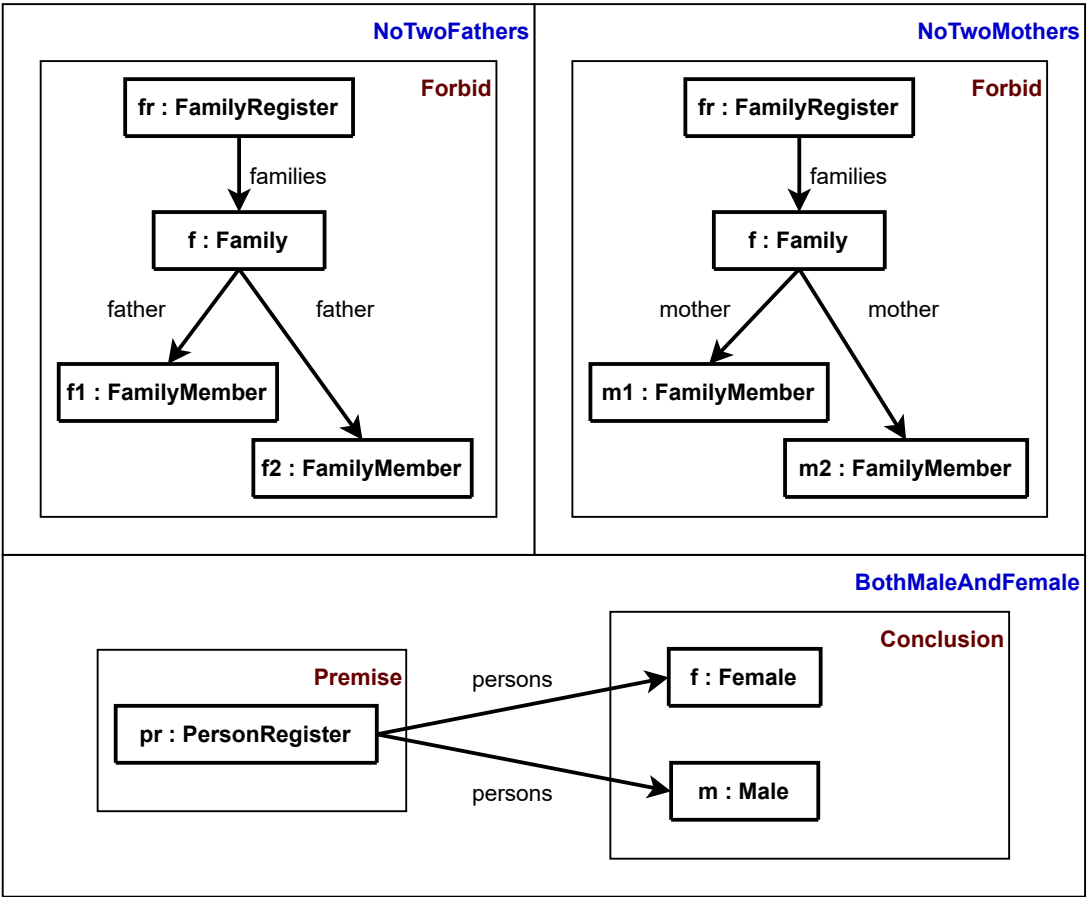 NoTwoFathers
Forbid
fr : FamilyRegister
families
f : Family
father
father
f1 : FamilyMember
f2 : FamilyMember
NoTwoMothers
Forbid
fr : FamilyRegister
families
f : Family
mother
mother
m1 : FamilyMember
m2 : FamilyMember
BothMaleAndFemale
Premise
pr : PersonRegister
persons
persons
Conclusion
f : Female
m : Male